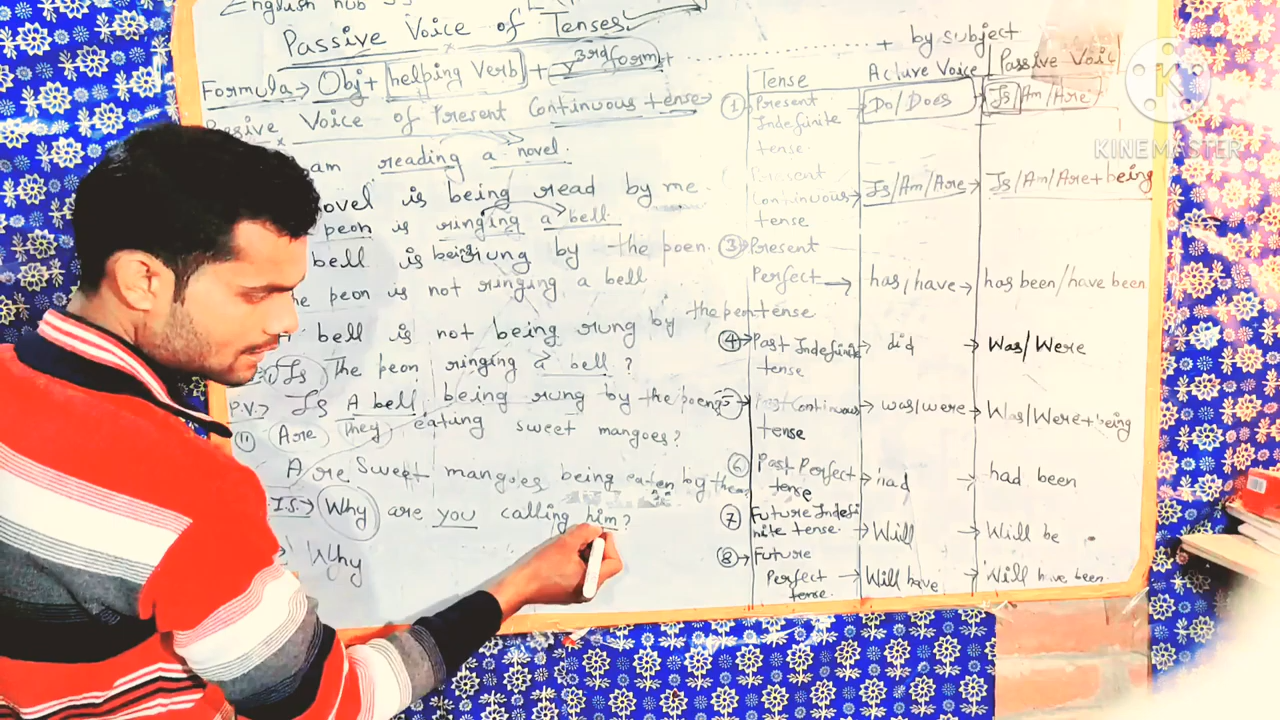 English hub
Passive Voice of Tenses
Formula→ Obj+ helping Verb + V 3rd form + .................. + by subject
Passive Voice of Present Continuous tense
am reading a novel.
novel is being read by me.
peon is ringing a bell.
bell is being rung by the poen.
the peon is not ringing a bell
A bell is not being rung by the peon
Is The peon ringing a bell ?
P.V.→ Is A bell being rung by the poen?
(ii) Are They eating sweet mangoes?
Are Sweet mangoes being eaten by them
I.S.→ Why are you calling him?
Why
Tense Active Voice Passive Voic
(1) Present Indefinite tense. → Do/Does → Is/Am/Are
Present Continuous tense → Is/Am/Are → Is/Am/Are+being
(3) Present Perfect tense → has/have → has been/have been
(4)→ Past Indefinite tense → did → Was/Were
5 Past Continuous tense → was/were → Was/Were+being
(6) Past Perfect tense → had → had been
(7) Future Indefinite tense. → Will → Will be
(8)→ Future Perfect tense. → Will have → Will have been
K
KINEMASTER